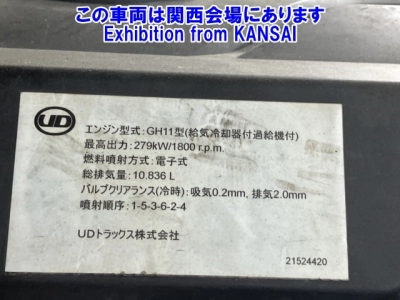 この車両は関西会場にあります
Exhibition from KANSAI
UD
エンジン型式:GH11型(給気冷却器付過給機付)
最高出力:279kW/1800 r.p.m.
燃料噴射方式:電子式
総排気量:10.836 L
バルブクリアランス(冷時):吸気0.2mm, 排気2.0mm
噴射順序:1-5-3-6-2-4
UDトラックス株式会社
21524420